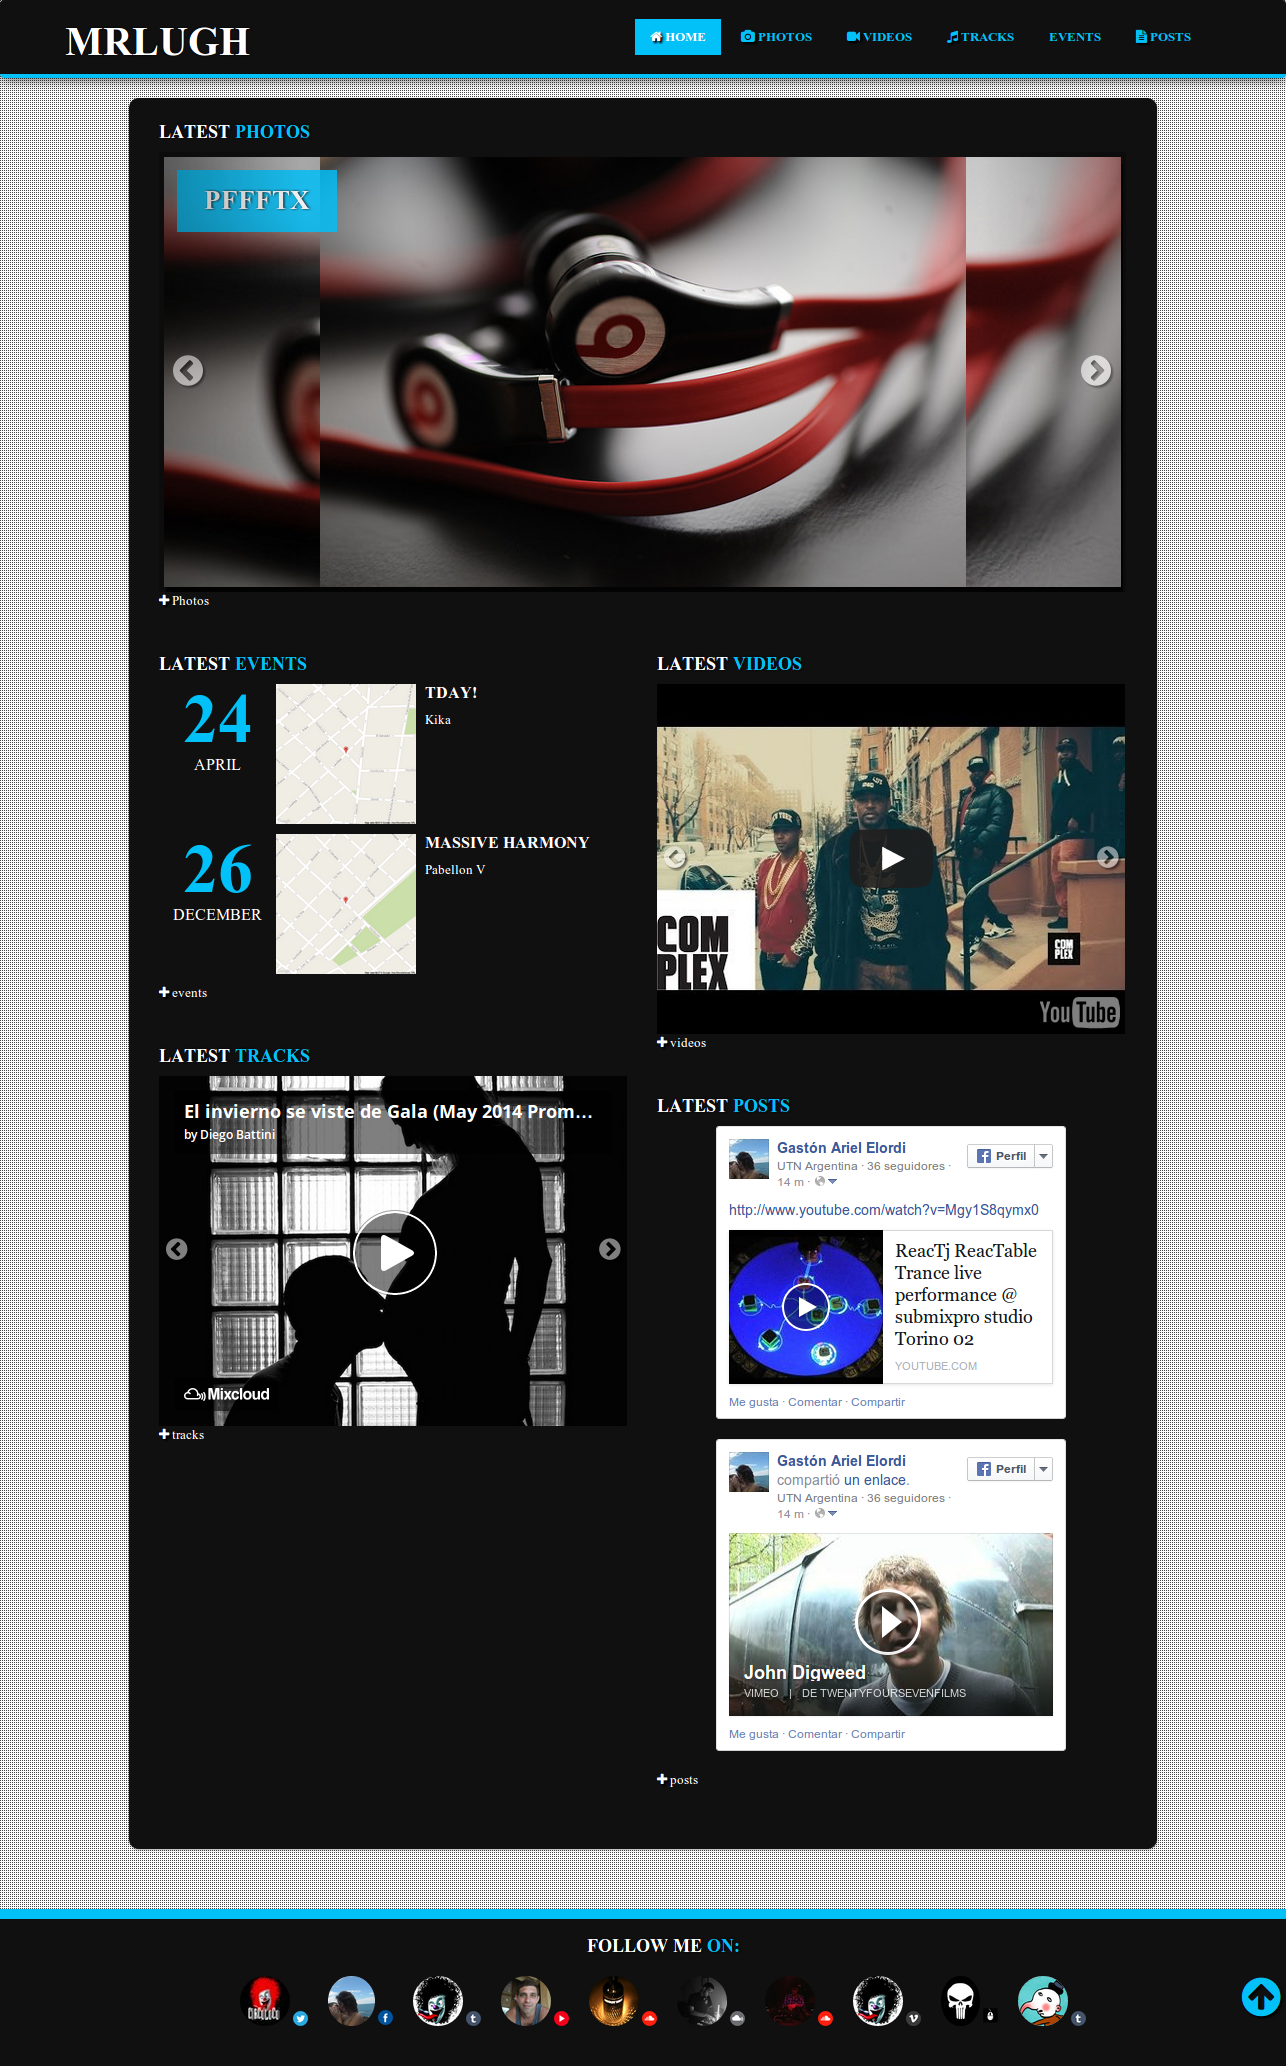 MRLUGH
HOME PHOTOS VIDEOS TRACKS EVENTS POSTS
LATEST PHOTOS
PFFFTX
Photos
LATEST EVENTS
24
APRIL
TDAY!
Kika
26
DECEMBER
MASSIVE HARMONY
Pabellon V
events
LATEST TRACKS
El invierno se viste de Gala (May 2014 Prom...
by Diego Battini
Mixcloud
tracks
LATEST VIDEOS
COM
PLEX
COM
PLEX
YouTube
videos
LATEST POSTS
Gastón Ariel Elordi
Perfil
UTN Argentina · 36 seguidores ·
14 m ·
http://www.youtube.com/watch?v=Mgy1S8qymx0
ReacTj ReacTable
Trance live
performance @
submixpro studio
Torino 02
YOUTUBE.COM
Me gusta · Comentar · Compartir
Gastón Ariel Elordi
Perfil
compartió un enlace.
UTN Argentina · 36 seguidores ·
14 m ·
John Digweed
VIMEO | DE TWENTYFOURSEVENFILMS
Me gusta · Comentar · Compartir
posts
FOLLOW ME ON: